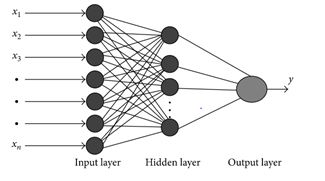 x1
x2
x3
xn
y
Input layer
Hidden layer
Output layer